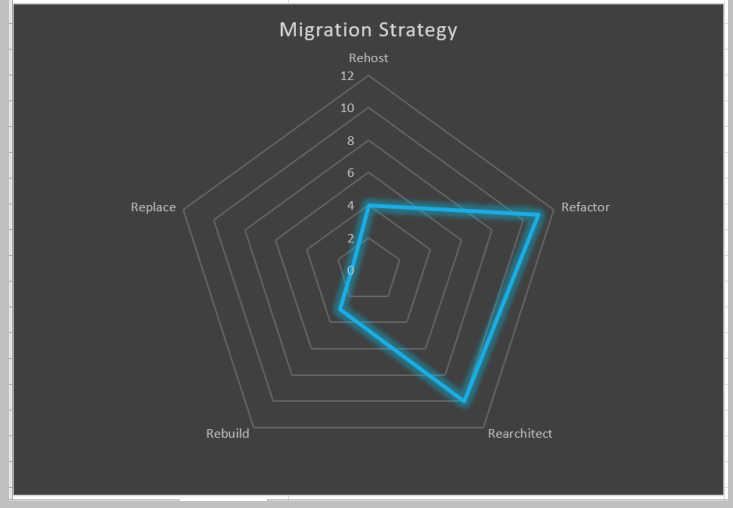 Migration Strategy
Rehost
12
10
8
6
4
2
0
Replace
Refactor
Rebuild
Rearchitect